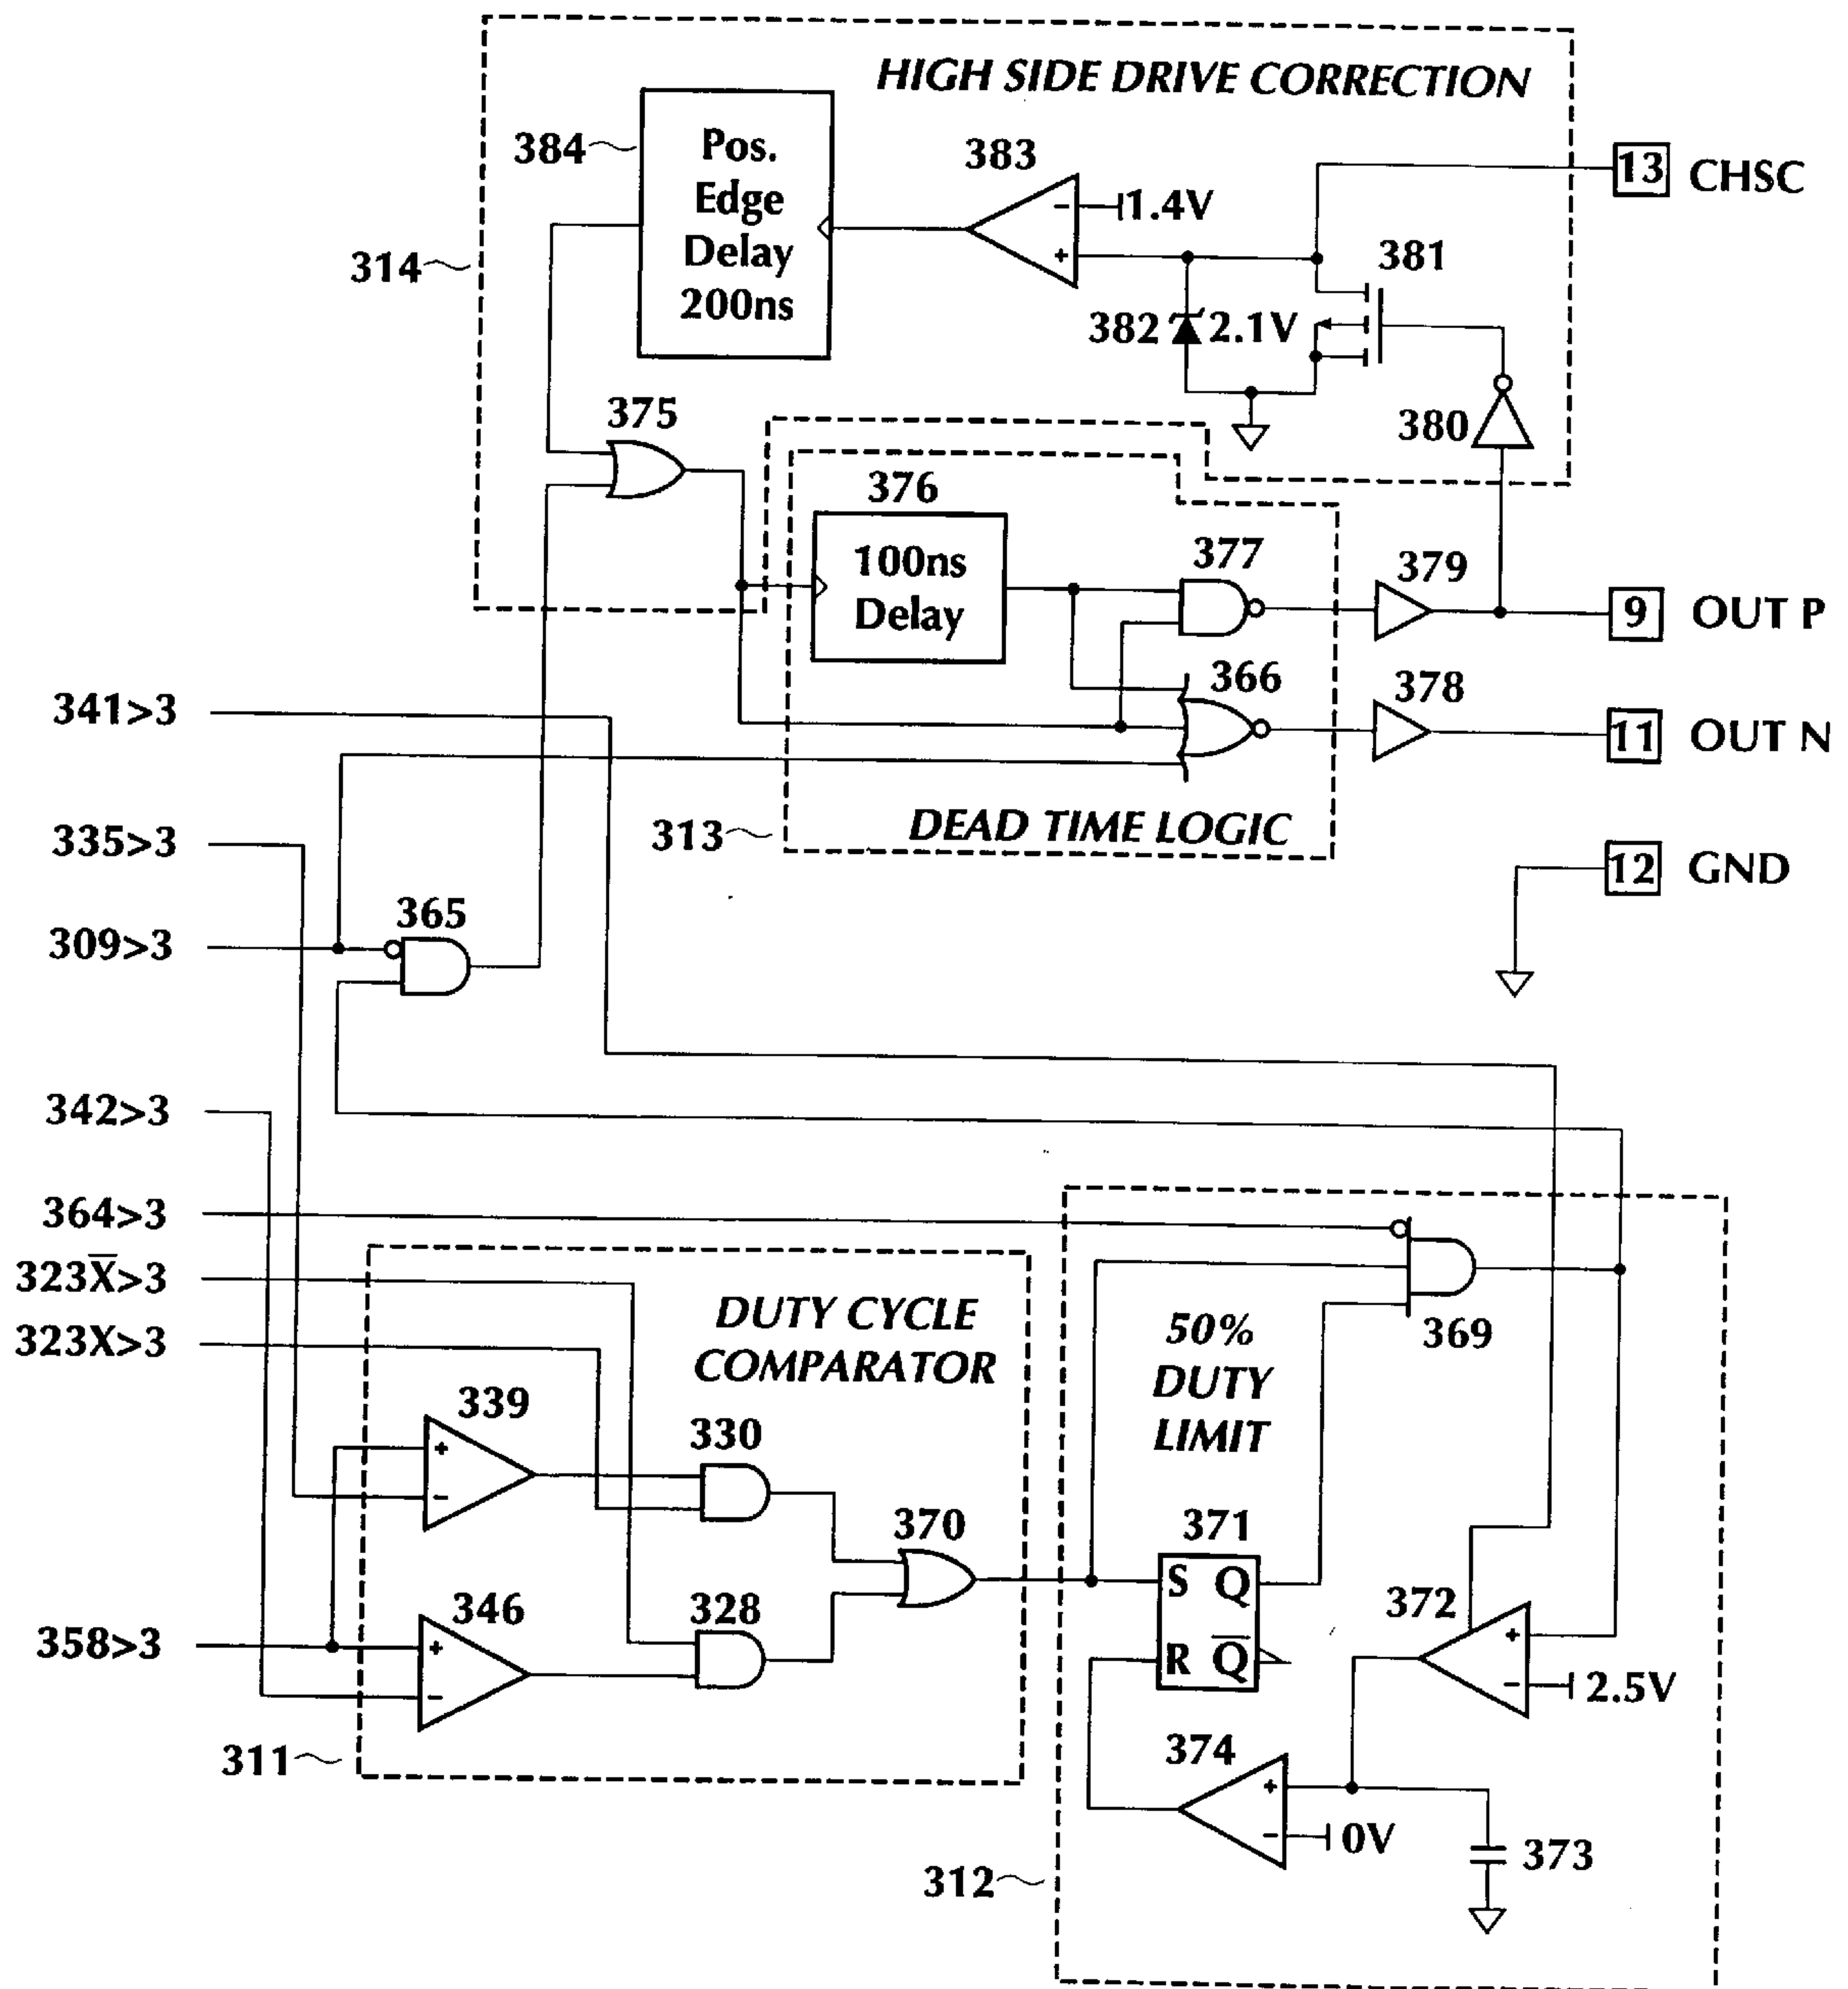 HIGH SIDE DRIVE CORRECTION
384
Pos.
Edge
Delay
200ns
383
1.4V
-
+
13 CHSC
314
381
382
2.1V
380
375
376
100ns
Delay
377
379
9 OUT P
366
378
11 OUT N
341>3
313
DEAD TIME LOGIC
335>3
12 GND
309>3
365
342>3
364>3
323X̅>3
323X>3
DUTY CYCLE
COMPARATOR
50%
DUTY
LIMIT
369
339
+
-
330
370
371
S Q
R Q̅
372
+
-
2.5V
358>3
346
+
-
328
311
374
+
-
0V
373
312